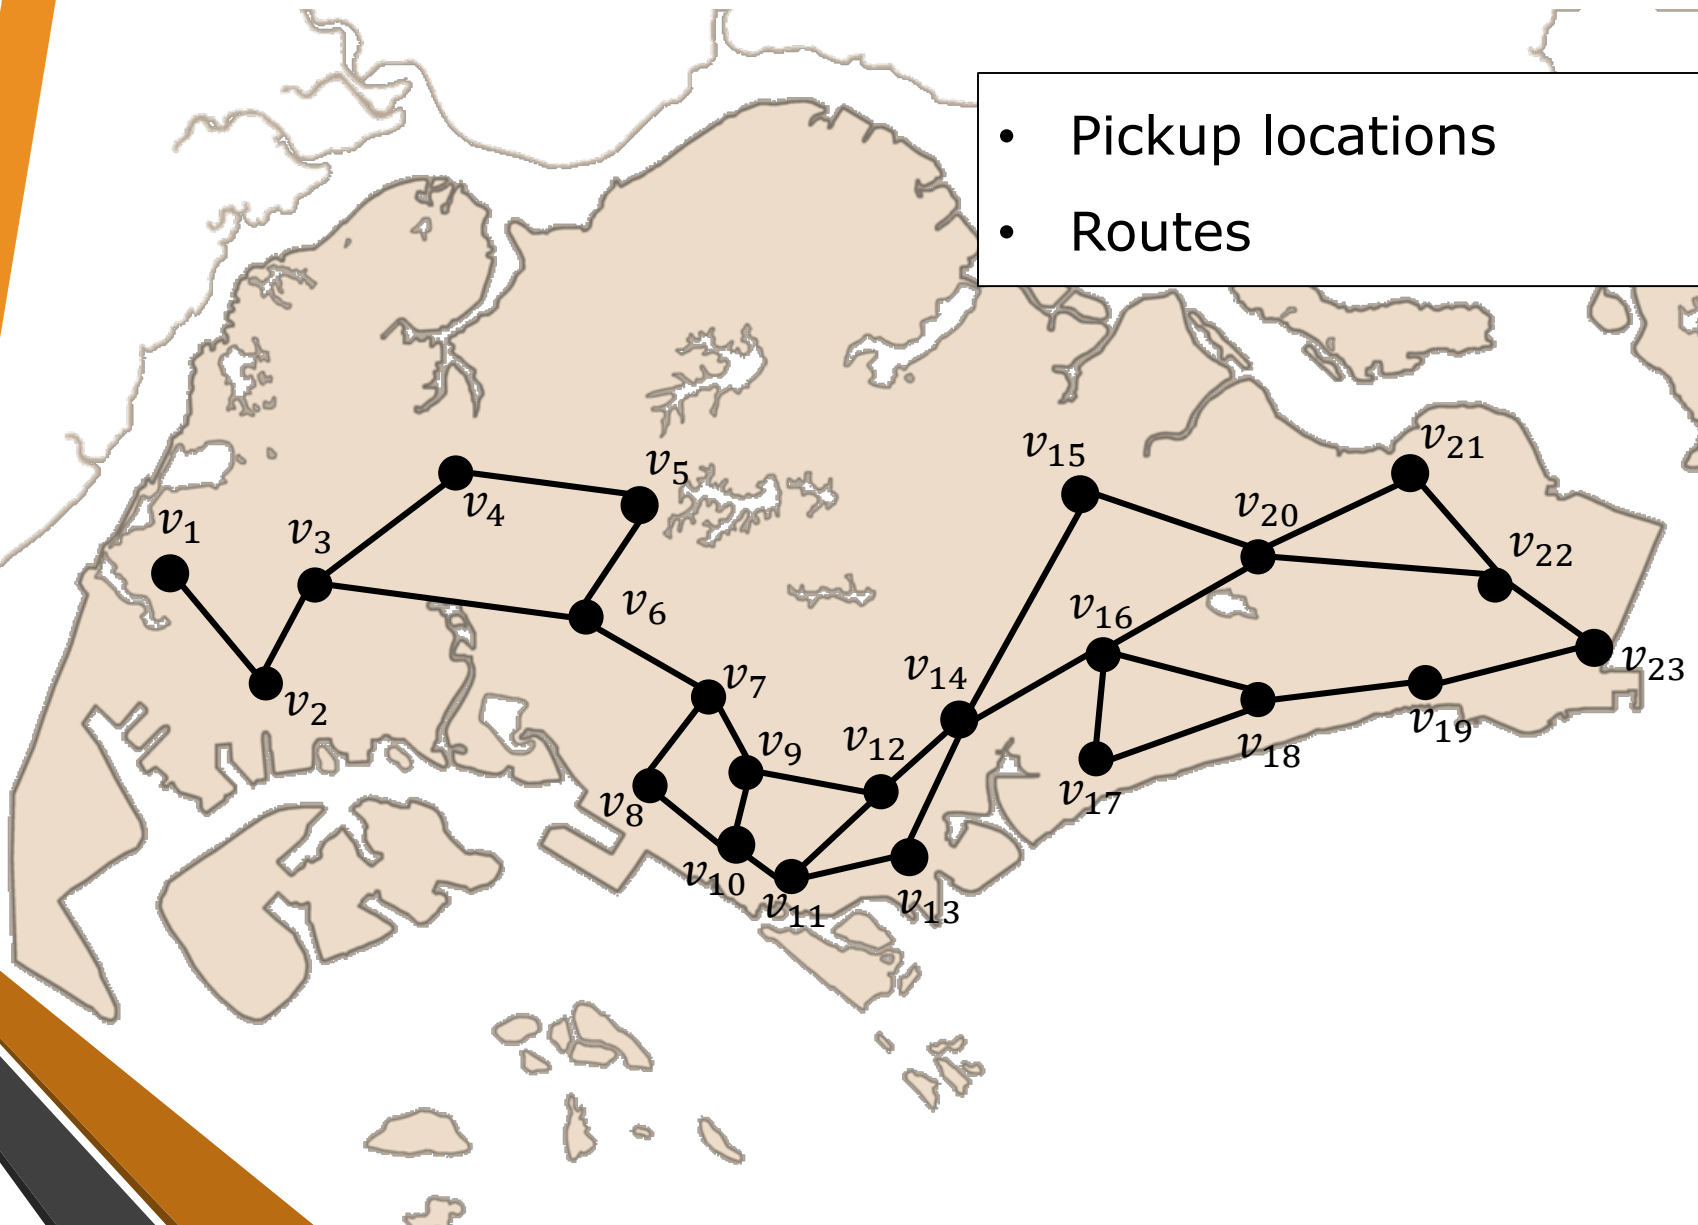 • Pickup locations
• Routes
v₁
v₂
v₃
v₄
v₅
v₆
v₇
v₈
v₉
v₁₀
v₁₁
v₁₂
v₁₃
v₁₄
v₁₅
v₁₆
v₁₇
v₁₈
v₁₉
v₂₀
v₂₁
v₂₂
v₂₃